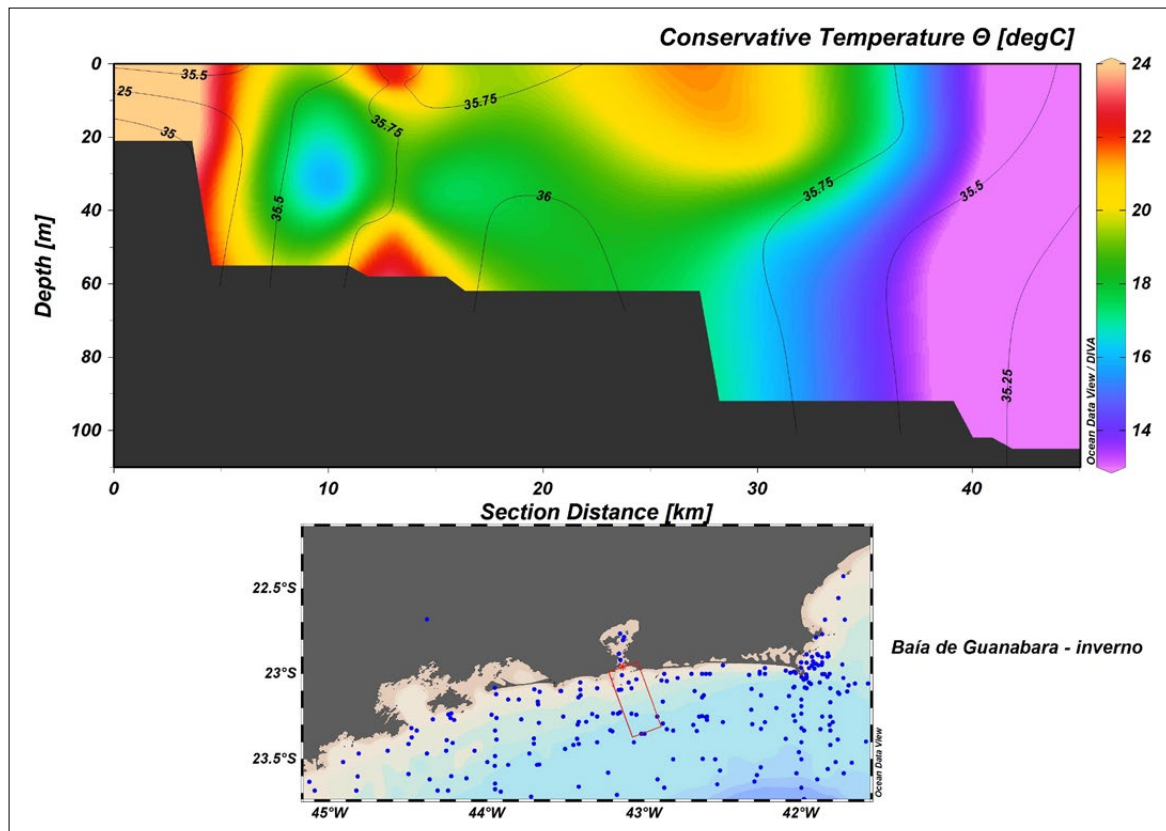 Conservative Temperature Θ [degC]
0
20
40
60
80
100
Depth [m]
35.5
25
35
35.75
35.75
35.5
36
35.75
35.5
35.25
24
22
20
18
16
14
Ocean Data View / DIVA
0
10
20
30
40
Section Distance [km]
22.5°S
23°S
23.5°S
Baía de Guanabara - inverno
Ocean Data View
45°W
44°W
43°W
42°W